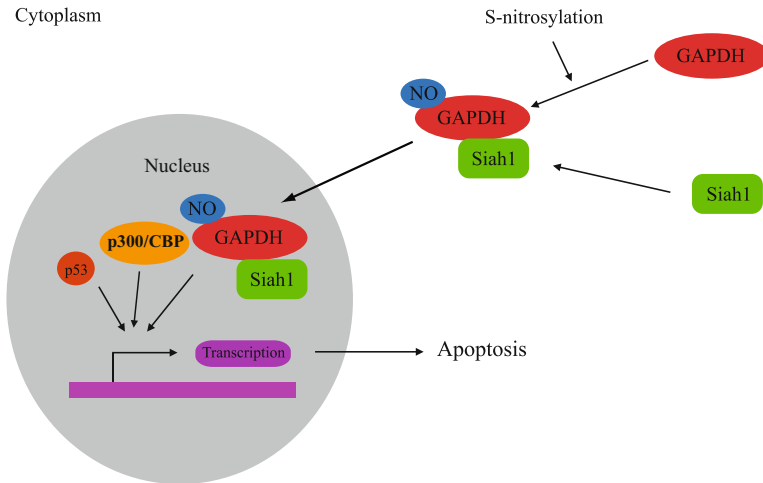 Cytoplasm
S-nitrosylation
GAPDH
NO
GAPDH
Siah1
Siah1
Nucleus
NO
p300/CBP
GAPDH
p53
Siah1
Transcription
Apoptosis